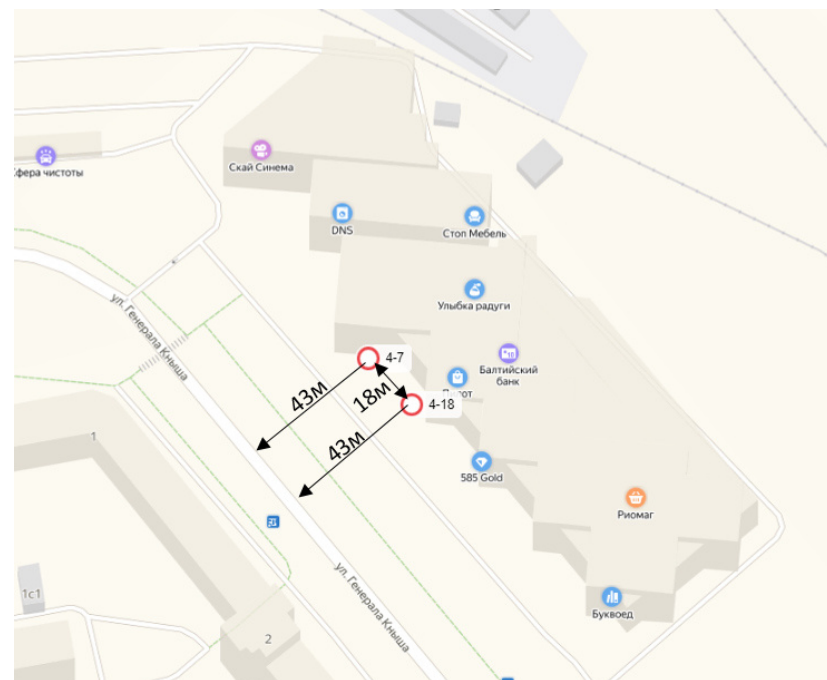 Скай Синема
фера чистоты
DNS
Стоп Мебель
Улыбка радуги
ул. Генерала Кныша
4-7
Балтийский
банк
43м
18м
4-18
43м
1
585 Gold
Риомаг
ул. Генерала Кныша
1с1
Буквоед
2